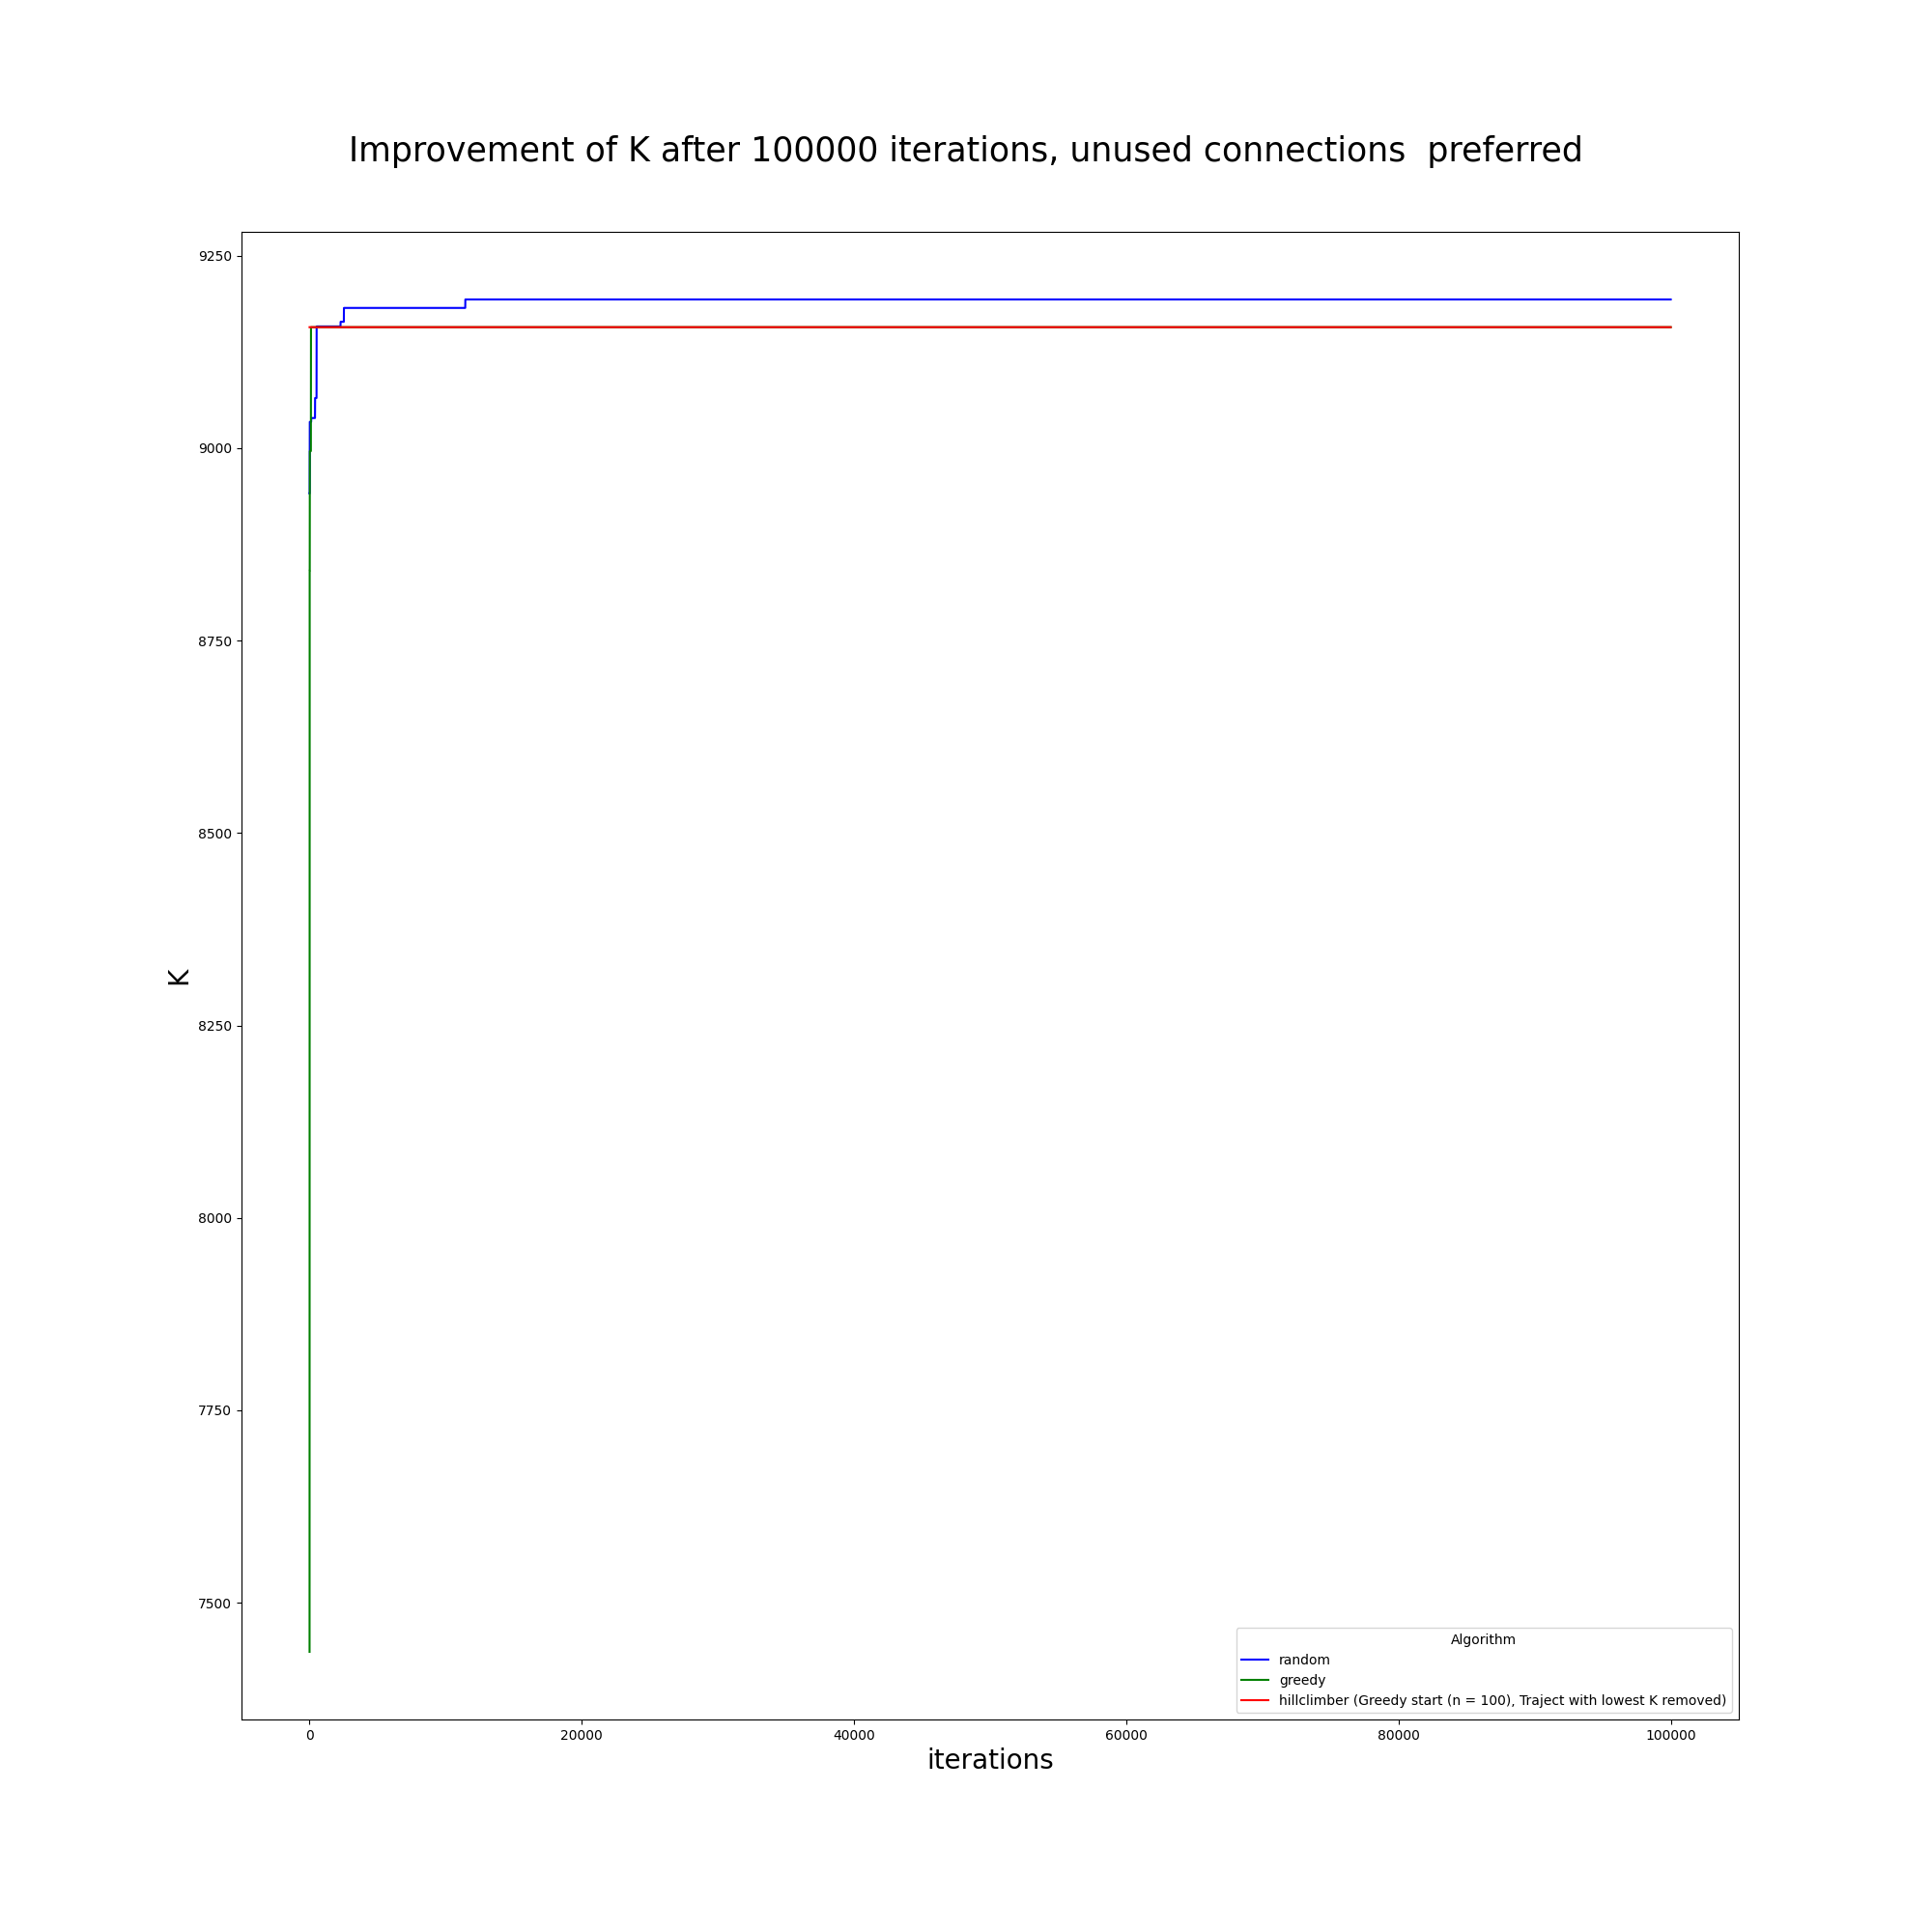 Improvement of K after 100000 iterations, unused connections  preferred
9250
9000
8750
8500
K
8250
8000
7750
7500
Algorithm
random
greedy
hillclimber (Greedy start (n = 100), Traject with lowest K removed)
0 20000 40000 60000 80000 100000
iterations